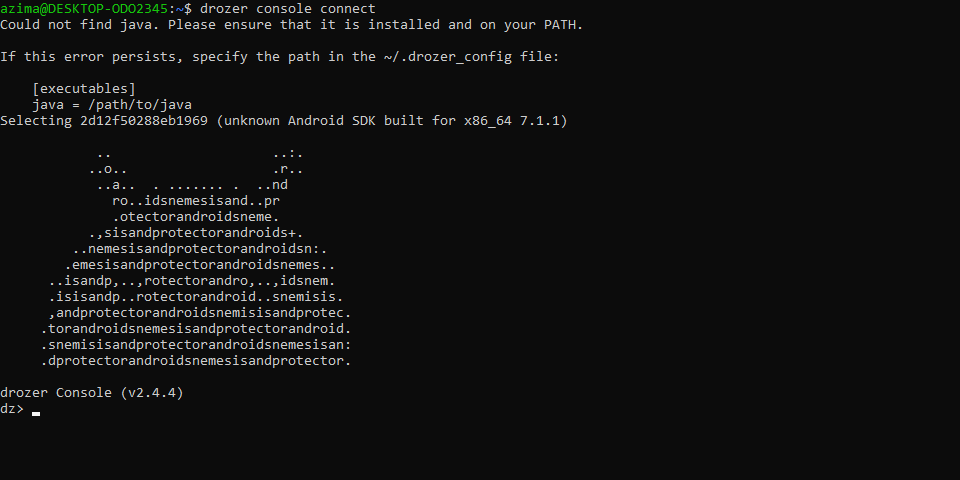 azima@DESKTOP-ODO2345:~$ drozer console connect
Could not find java. Please ensure that it is installed and on your PATH.

If this error persists, specify the path in the ~/.drozer_config file:

    [executables]
    java = /path/to/java
Selecting 2d12f50288eb1969 (unknown Android SDK built for x86_64 7.1.1)

            ..                    ..:.
           ..o..                  .r..
            ..a..  . ....... .  ..nd
              ro..idsnemesisand..pr
              .otectorandroidsneme.
           .,sisandprotectorandroids+.
         ..nemesisandprotectorandroidsn:.
        .emesisandprotectorandroidsnemes..
      ..isandp,..,rotectorandro,..,idsnem.
      .isisandp..rotectorandroid..snemisis.
      ,andprotectorandroidsnemisisandprotec.
     .torandroidsnemesisandprotectorandroid.
     .snemisisandprotectorandroidsnemesisan:
     .dprotectorandroidsnemesisandprotector.

drozer Console (v2.4.4)
dz>